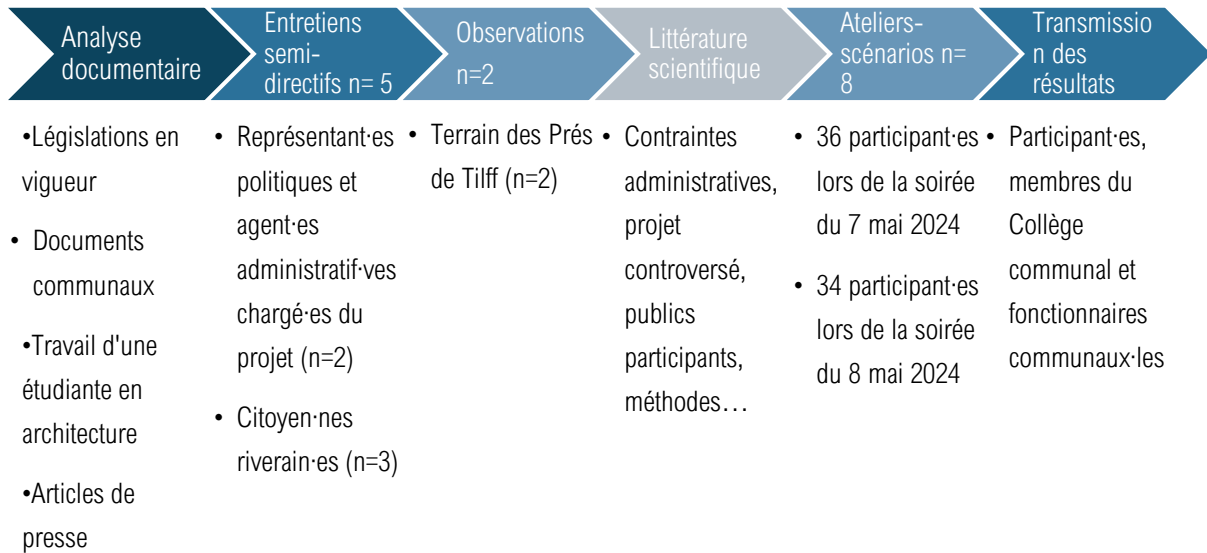 Analyse
documentaire
Entretiens
semi-
directifs n= 5
Observations
n=2
Littérature
scientifique
Ateliers-
scénarios n=
8
Transmissio
n des
résultats
•Législations en
vigueur
• Documents
communaux
•Travail d'une
étudiante en
architecture
•Articles de
presse
• Représentant·es
politiques et
agent·es
administratif·ves
chargé·es du
projet (n=2)
• Citoyen·nes
riverain·es (n=3)
• Terrain des Prés
de Tilff (n=2)
• Contraintes
administratives,
projet
controversé,
publics
participants,
méthodes…
• 36 participant·es
lors de la soirée
du 7 mai 2024
• 34 participant·es
lors de la soirée
du 8 mai 2024
• Participant·es,
membres du
Collège
communal et
fonctionnaires
communaux·les